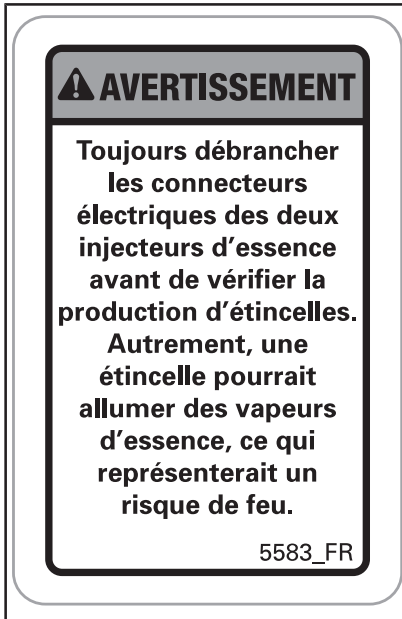 AVERTISSEMENT
Toujours débrancher
les connecteurs
électriques des deux
injecteurs d'essence
avant de vérifier la
production d'étincelles.
Autrement, une
étincelle pourrait
allumer des vapeurs
d'essence, ce qui
représenterait un
risque de feu.
5583_FR